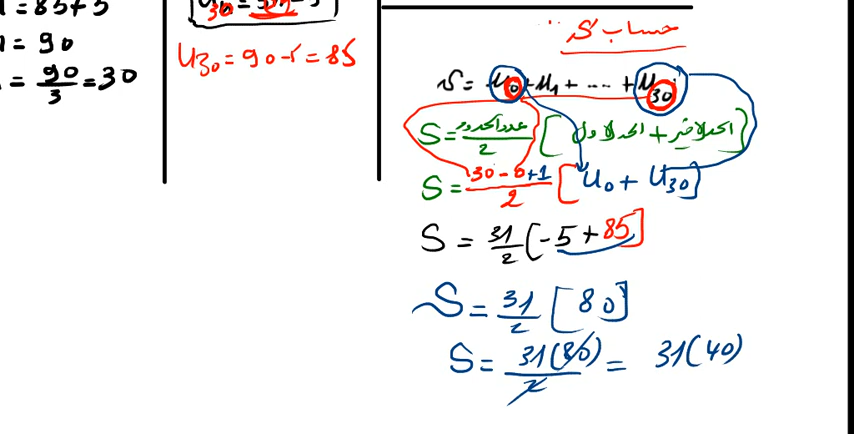 = 85+5
= 90
= 90/3 = 30
30
U30 = 90-5 = 85
حساب S
S = U0 + U1 + .... + U30
S = عدد الحدود/2 [الحد الأخير + الحد الأول]
S = 30-0+1/2 [U0 + U30]
S = 31/2 [-5+85]
S = 31/2 [80]
S = 31(80)/2 = 31(40)